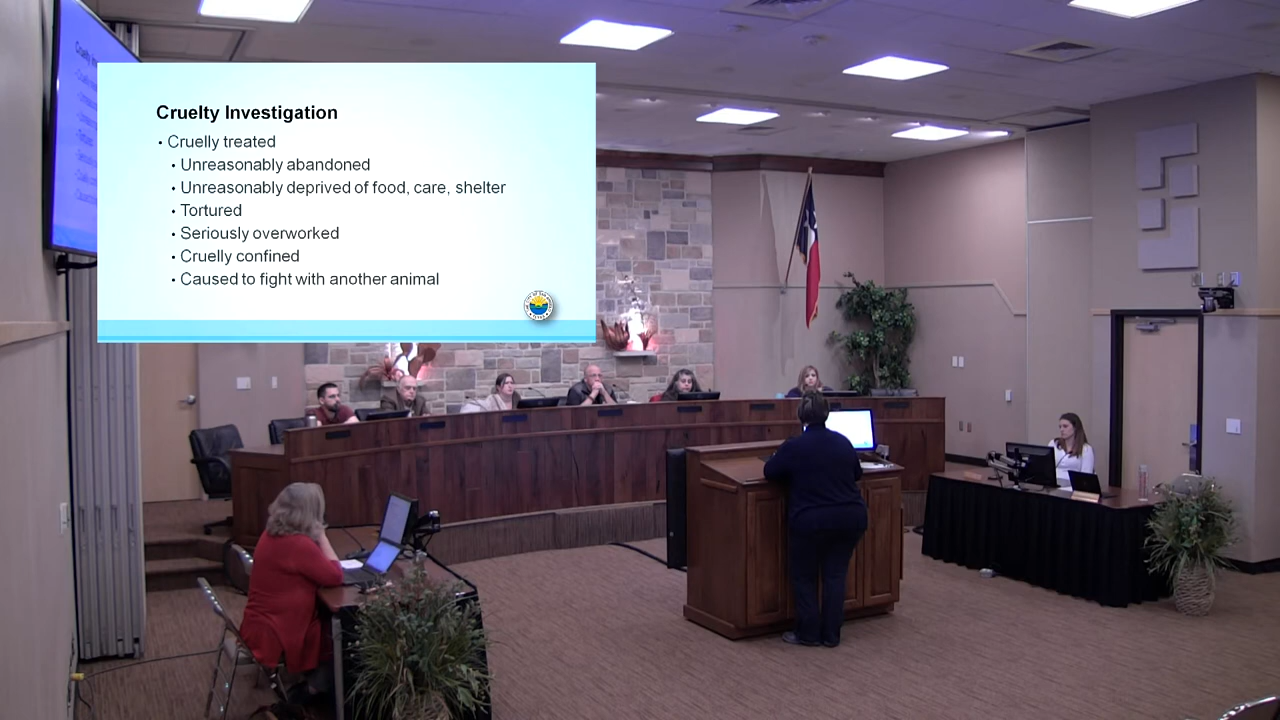 Cruelty Investigation
• Cruelly treated
• Unreasonably abandoned
• Unreasonably deprived of food, care, shelter
• Tortured
• Seriously overworked
• Cruelly confined
• Caused to fight with another animal